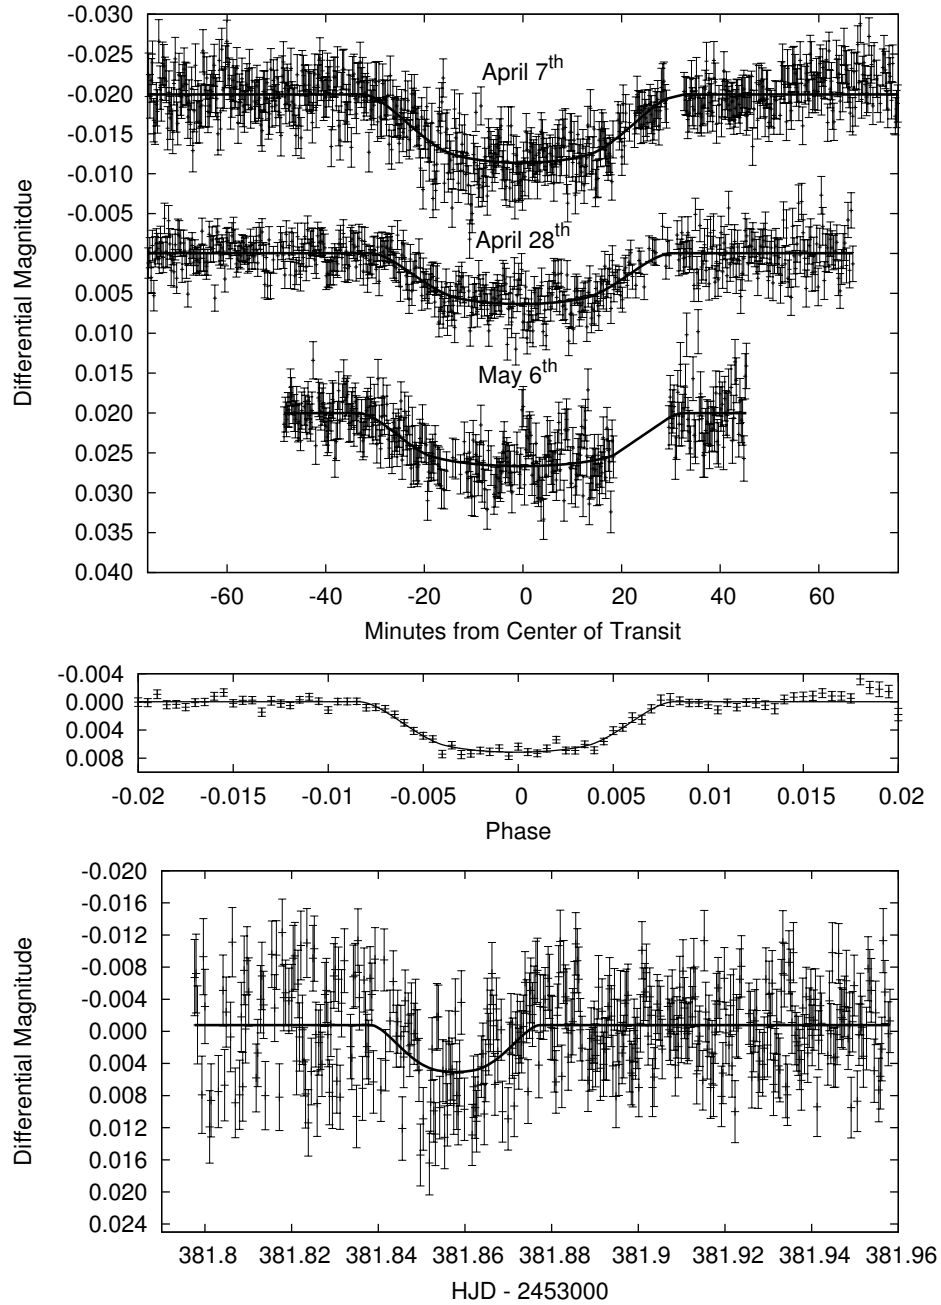 -0.030
-0.025
-0.020
-0.015
-0.010
-0.005
0.000
0.005
0.010
0.015
0.020
0.025
0.030
0.035
0.040
Differential Magnitdue
April 7th
April 28th
May 6th
-60 -40 -20 0 20 40 60
Minutes from Center of Transit
-0.004
0.000
0.004
0.008
-0.02 -0.015 -0.01 -0.005 0 0.005 0.01 0.015 0.02
Phase
-0.020
-0.016
-0.012
-0.008
-0.004
0.000
0.004
0.008
0.012
0.016
0.020
0.024
Differential Magnitude
381.8 381.82 381.84 381.86 381.88 381.9 381.92 381.94 381.96
HJD - 2453000